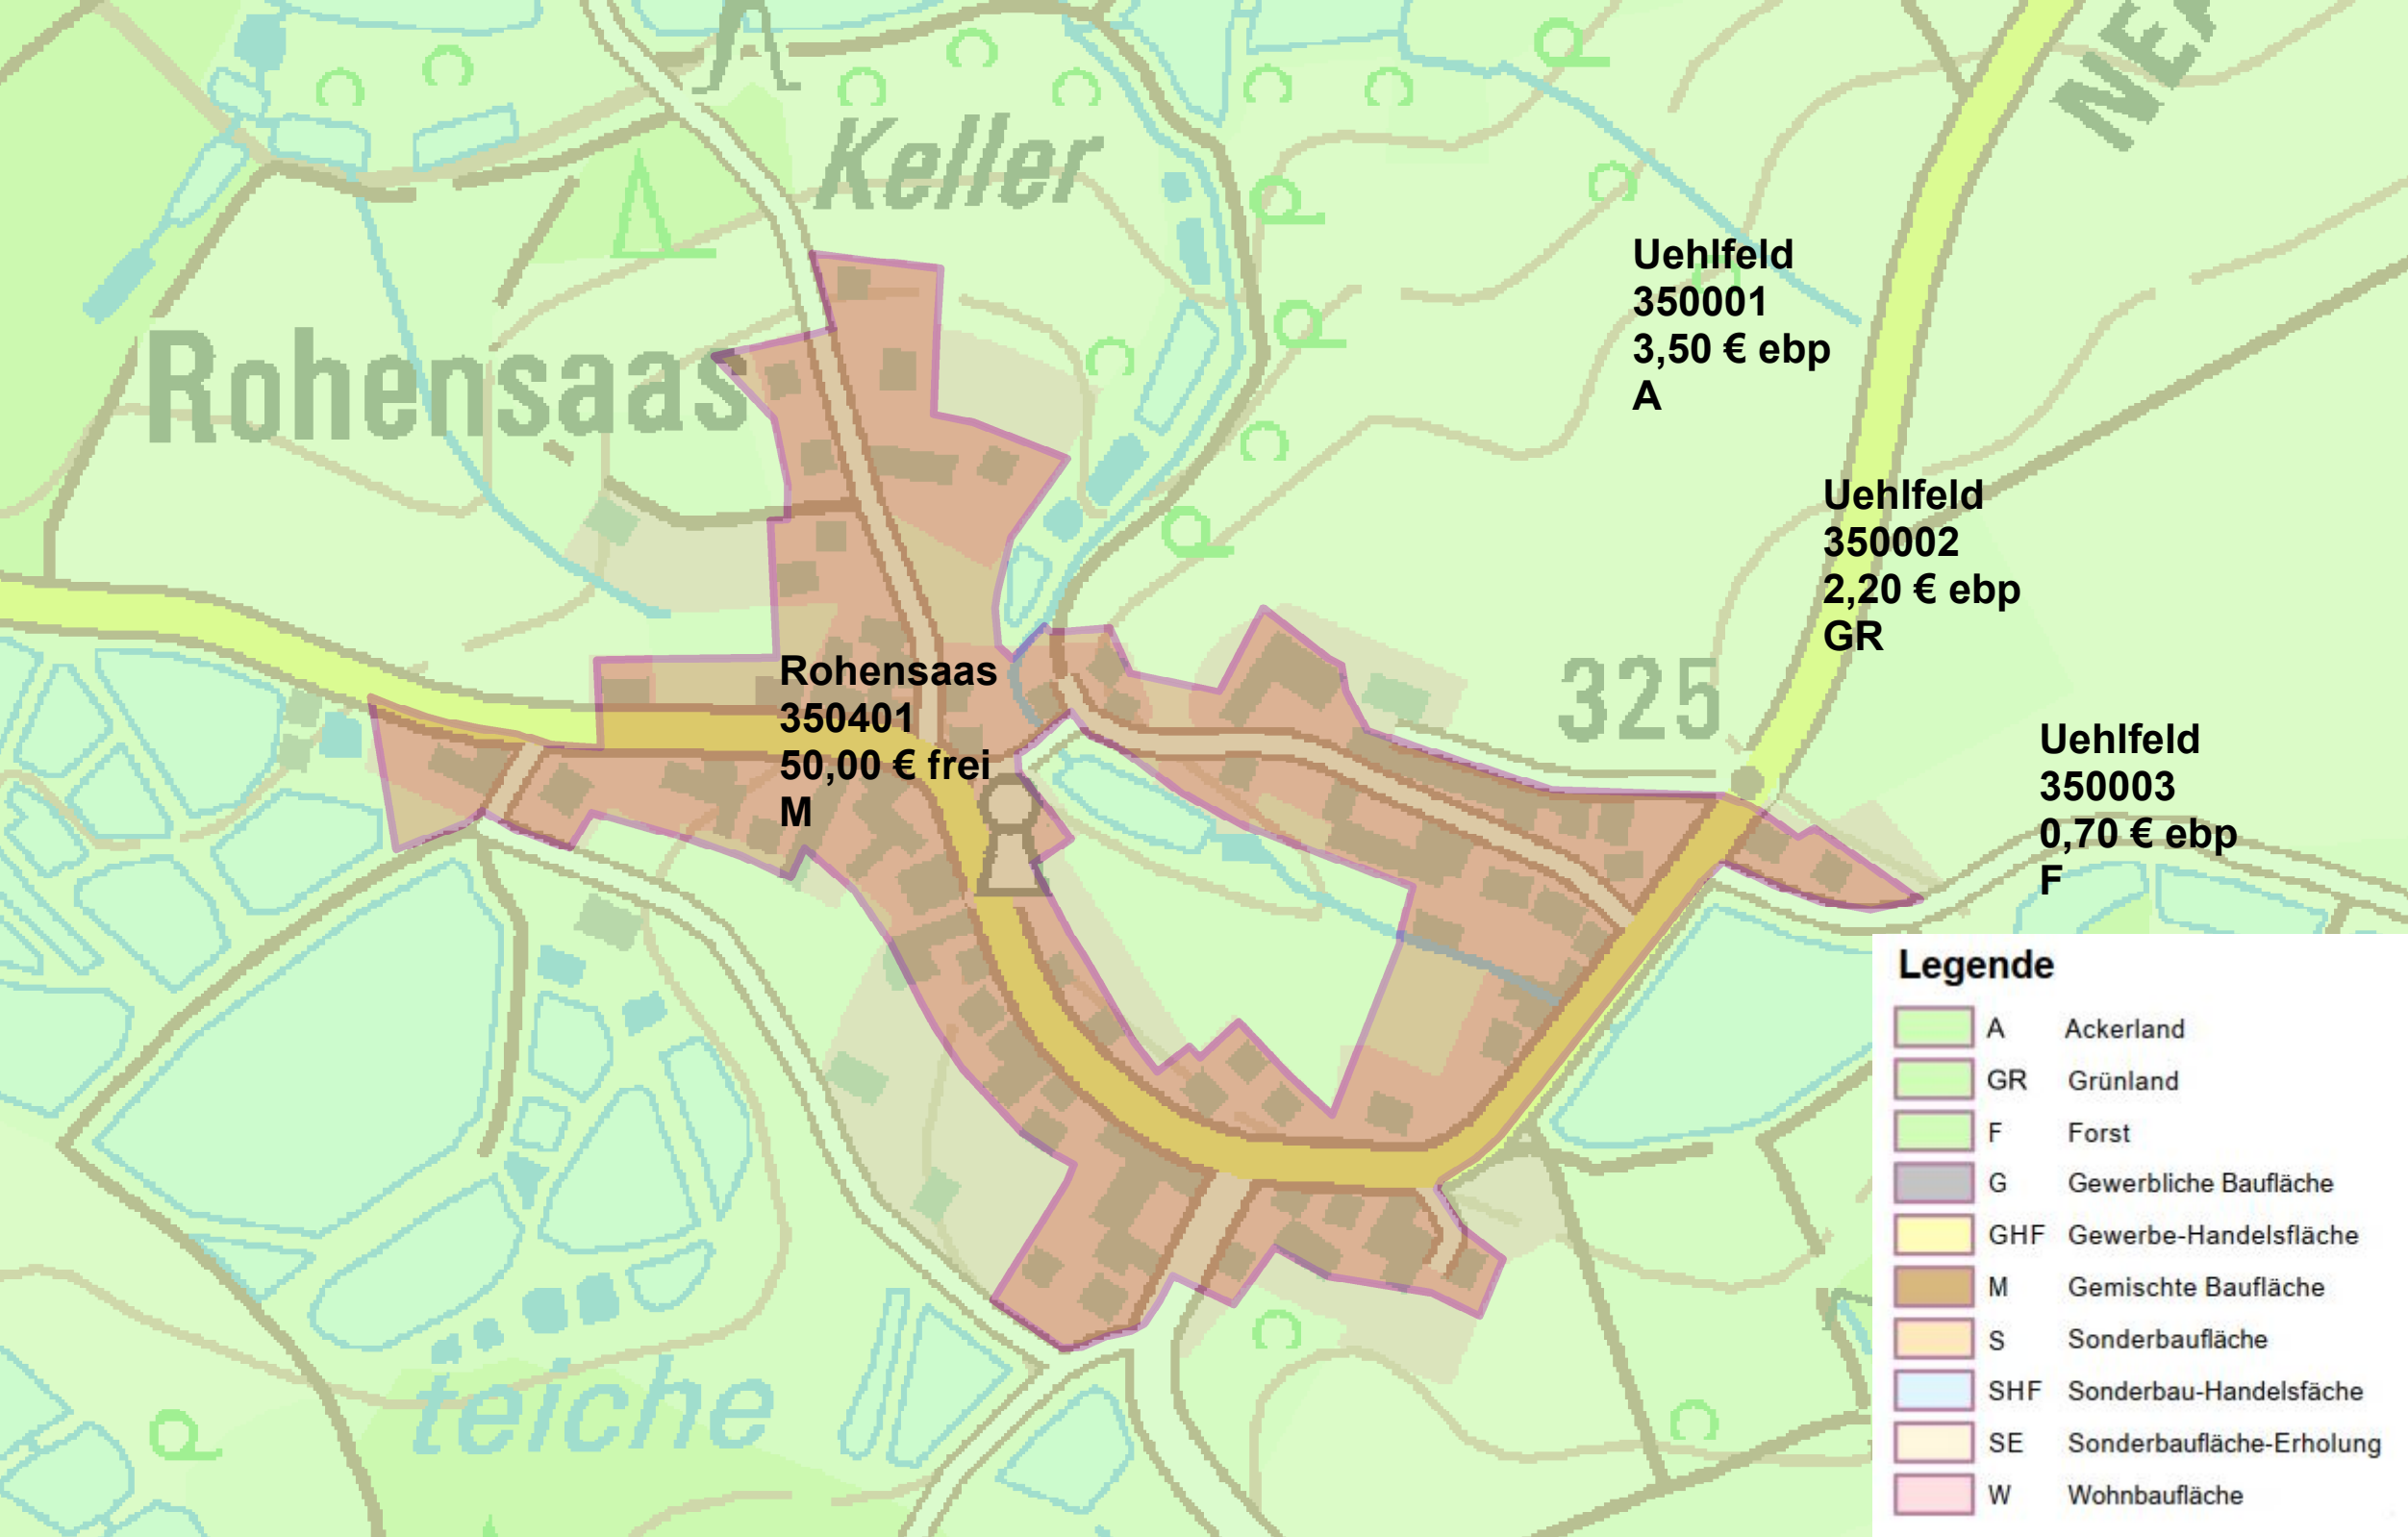 NEA
Keller
Rohensaas
Uehlfeld
350001
3,50 € ebp
A
Uehlfeld
350002
2,20 € ebp
GR
325
Rohensaas
350401
50,00 € frei
M
Uehlfeld
350003
0,70 € ebp
F
teiche
Legende
A Ackerland
GR Grünland
F Forst
G Gewerbliche Baufläche
GHF Gewerbe-Handelsfläche
M Gemischte Baufläche
S Sonderbaufläche
SHF Sonderbau-Handelsfäche
SE Sonderbaufläche-Erholung
W Wohnbaufläche